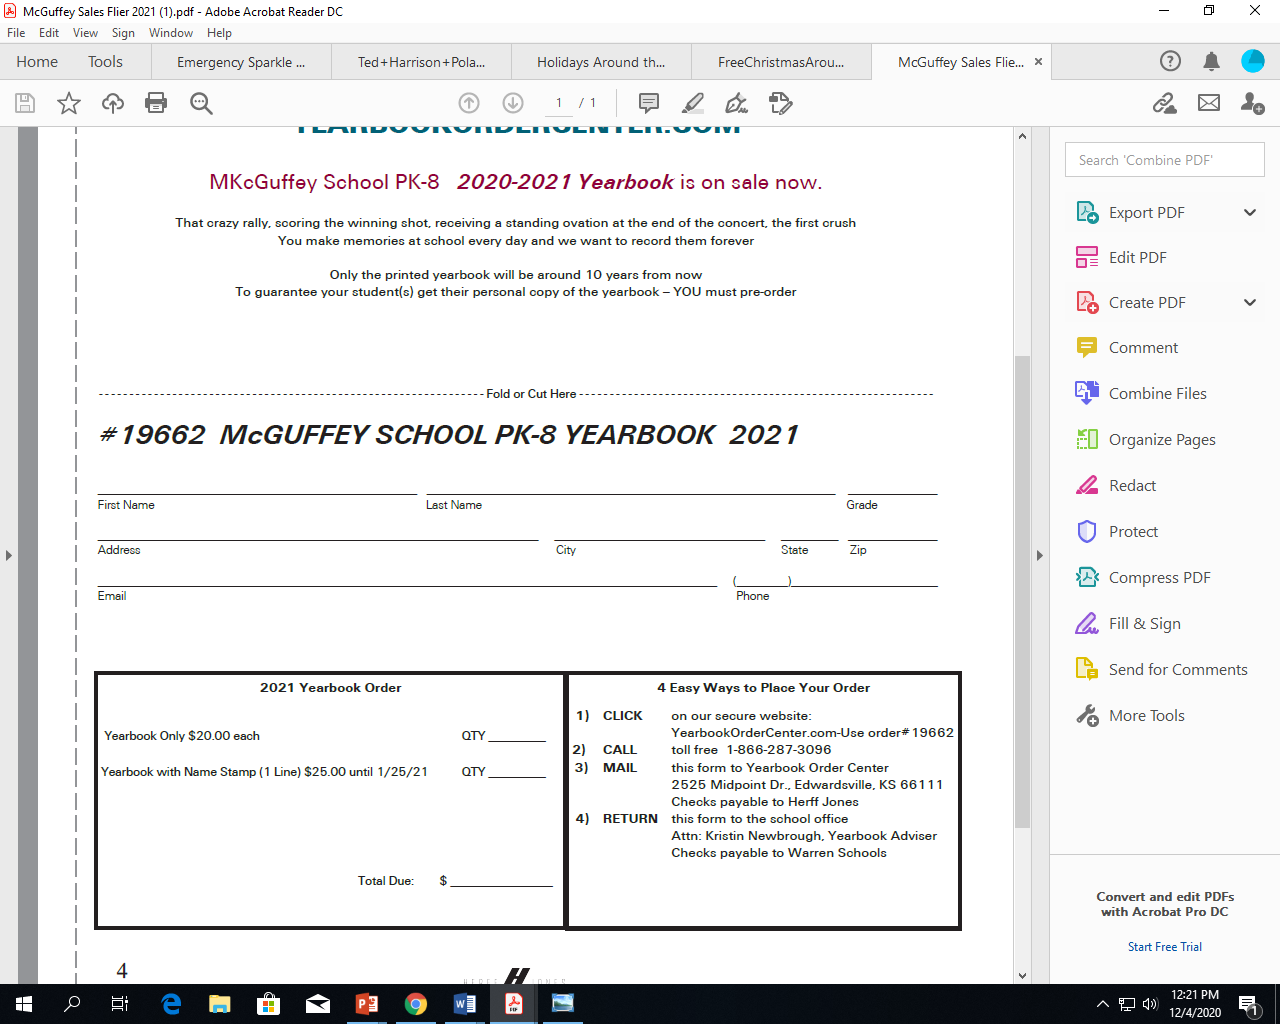 McGuffey Sales Flier 2021 (1).pdf - Adobe Acrobat Reader DC
File Edit View Sign Window Help
Home Tools Emergency Sparkle ... Ted+Harrison+Pola... Holidays Around th... FreeChristmasArou... McGuffey Sales Flie... ×
1 / 1
YEARBOOKORDERCENTER.COM
MKcGuffey School PK-8 2020-2021 Yearbook is on sale now.
That crazy rally, scoring the winning shot, receiving a standing ovation at the end of the concert, the first crush
You make memories at school every day and we want to record them forever
Only the printed yearbook will be around 10 years from now
To guarantee your student(s) get their personal copy of the yearbook – YOU must pre-order
Fold or Cut Here
#19662 McGUFFEY SCHOOL PK-8 YEARBOOK 2021
First Name Last Name Grade
Address City State Zip
( )
Email Phone
2021 Yearbook Order
Yearbook Only $20.00 each QTY
Yearbook with Name Stamp (1 Line) $25.00 until 1/25/21 QTY
Total Due: $
4 Easy Ways to Place Your Order
1) CLICK on our secure website:
YearbookOrderCenter.com-Use order# 19662
2) CALL toll free 1-866-287-3096
3) MAIL this form to Yearbook Order Center
2525 Midpoint Dr., Edwardsville, KS 66111
Checks payable to Herff Jones
4) RETURN this form to the school office
Attn: Kristin Newbrough, Yearbook Adviser
Checks payable to Warren Schools
4
HERFF JONES
Search 'Combine PDF'
Export PDF
Edit PDF
Create PDF
Comment
Combine Files
Organize Pages
Redact
Protect
Compress PDF
Fill & Sign
Send for Comments
More Tools
Convert and edit PDFs
with Acrobat Pro DC
Start Free Trial
12:21 PM
12/4/2020
1